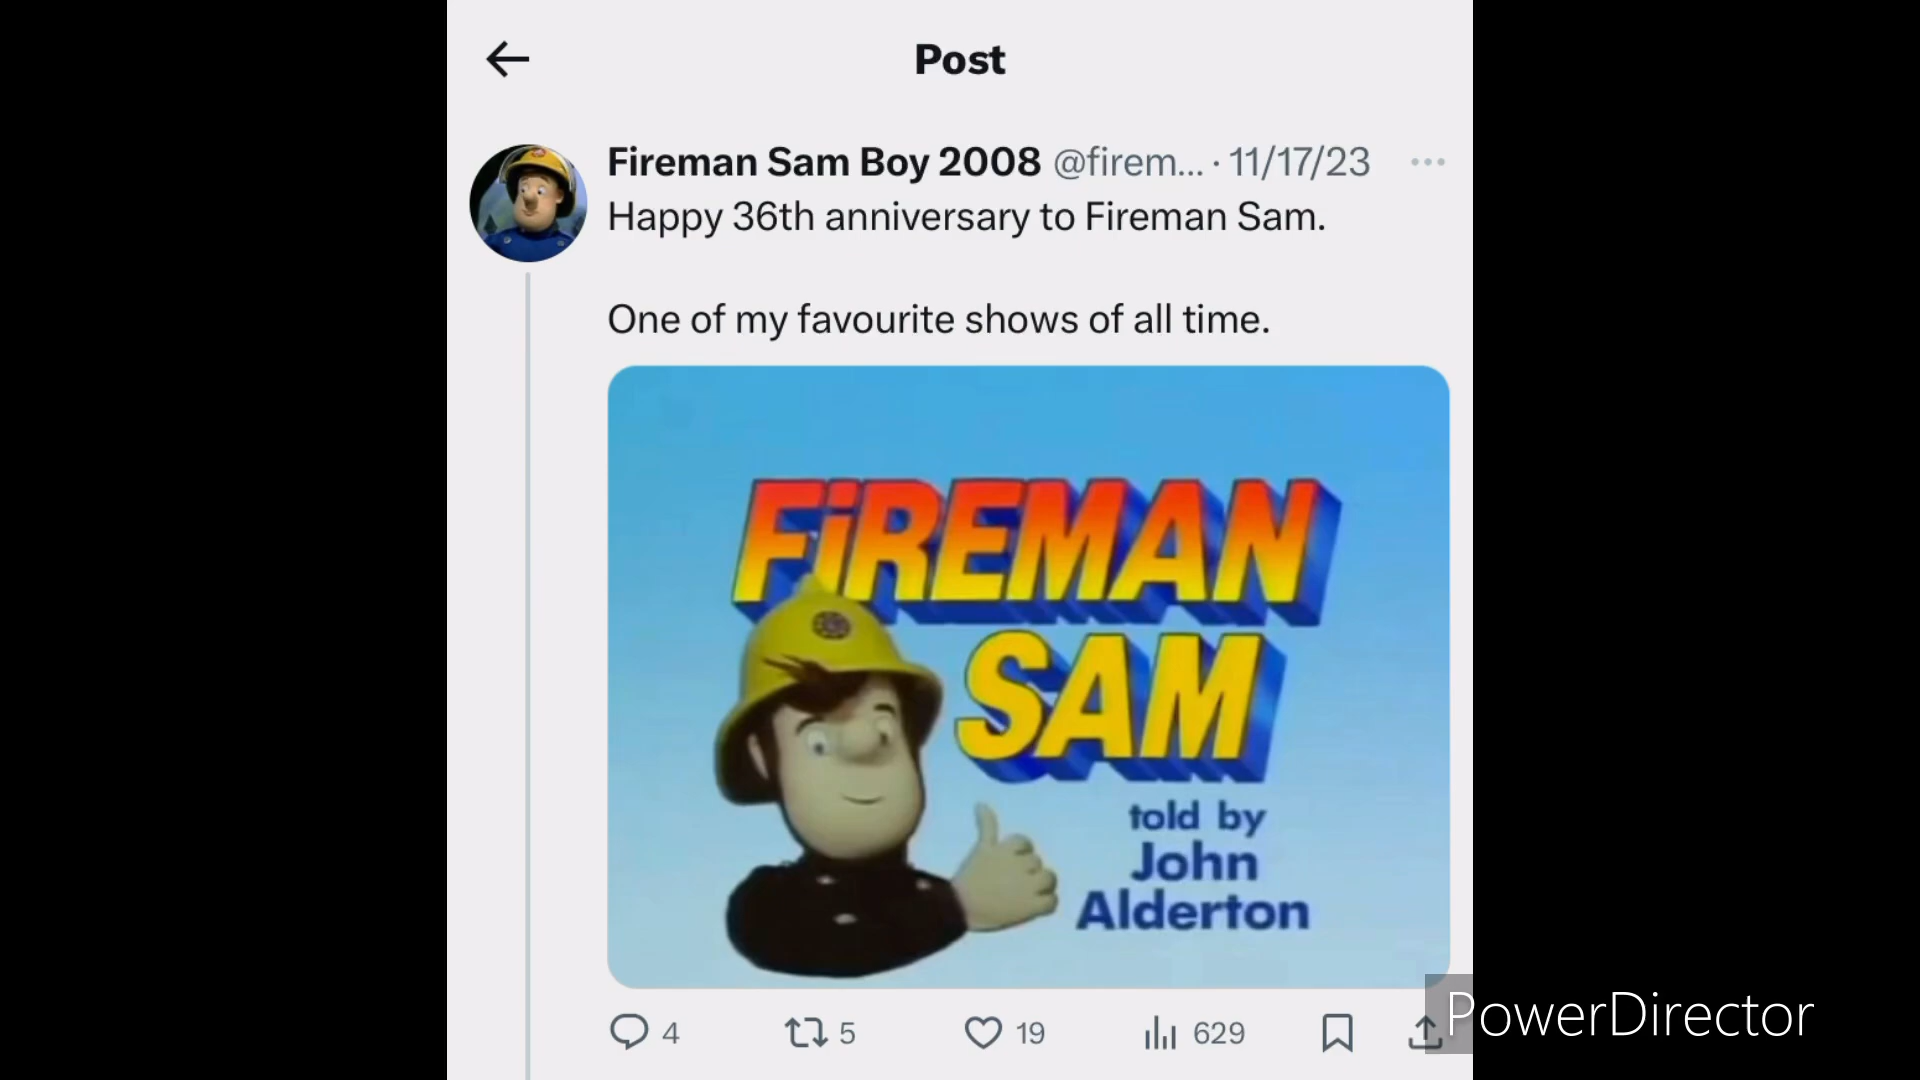 Post
Fireman Sam Boy 2008 @firem... · 11/17/23
Happy 36th anniversary to Fireman Sam.
One of my favourite shows of all time.
FiREMAN
SAM
told by
John
Alderton
4 5 19 629
PowerDirector